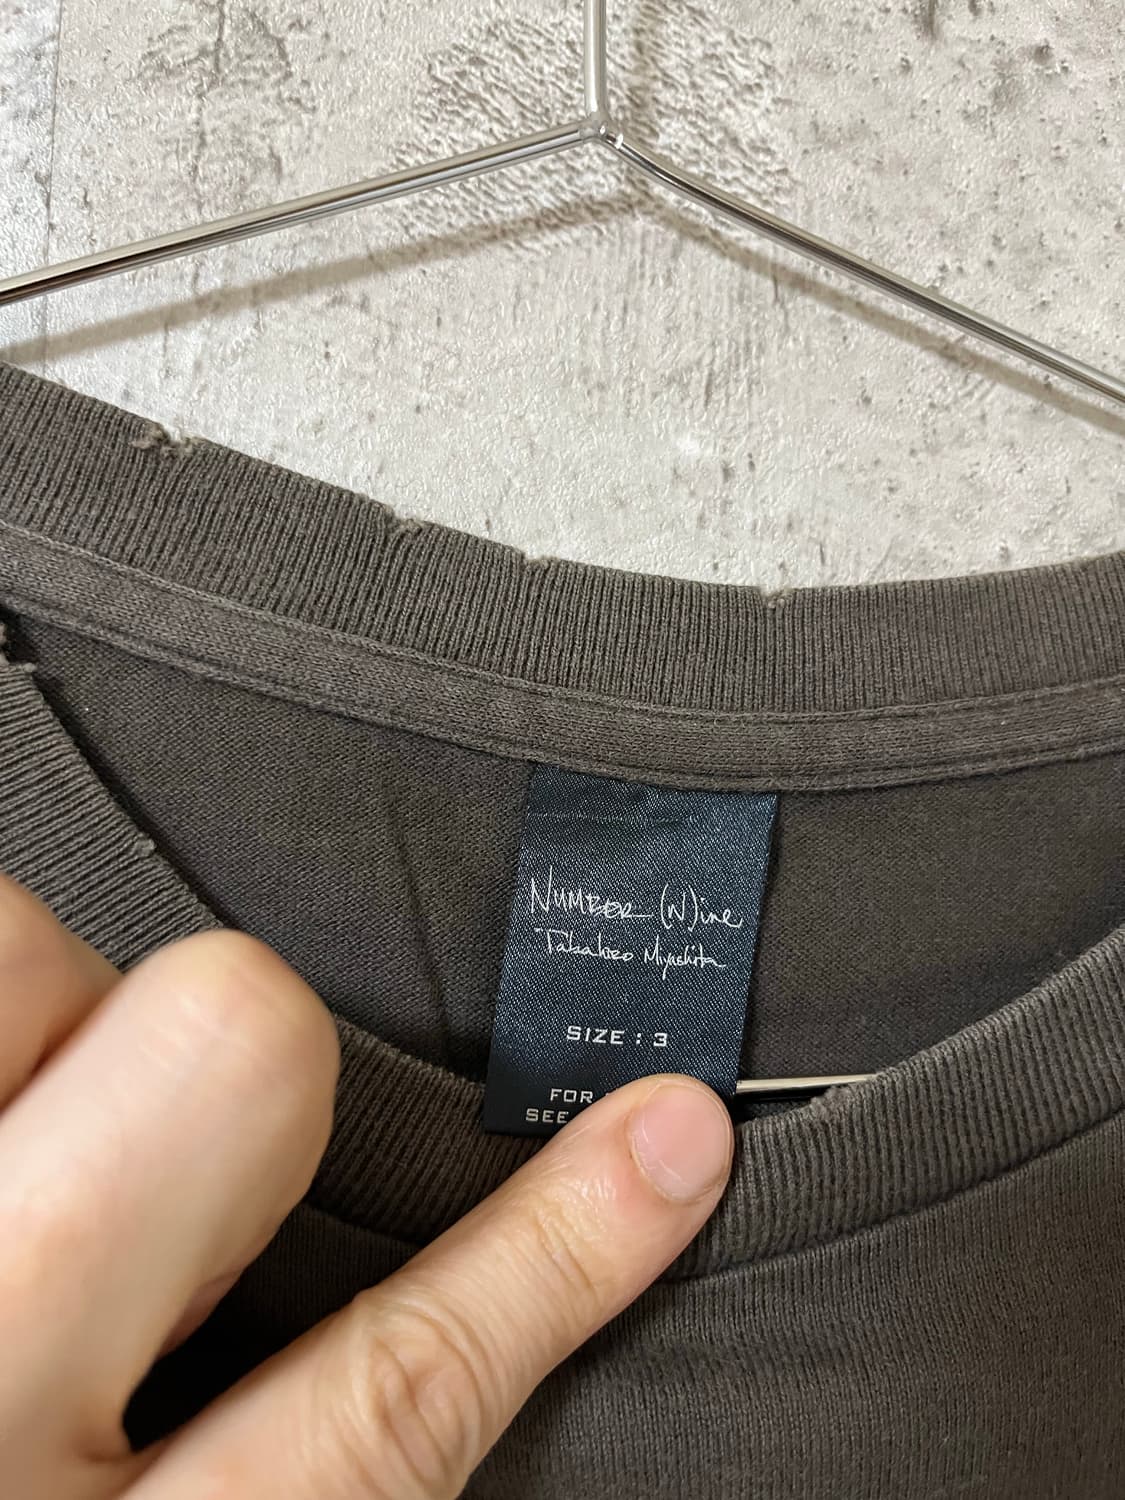 NUMBER (N)ine
Takahiro Miyashita
SIZE : 3
FOR
SEE